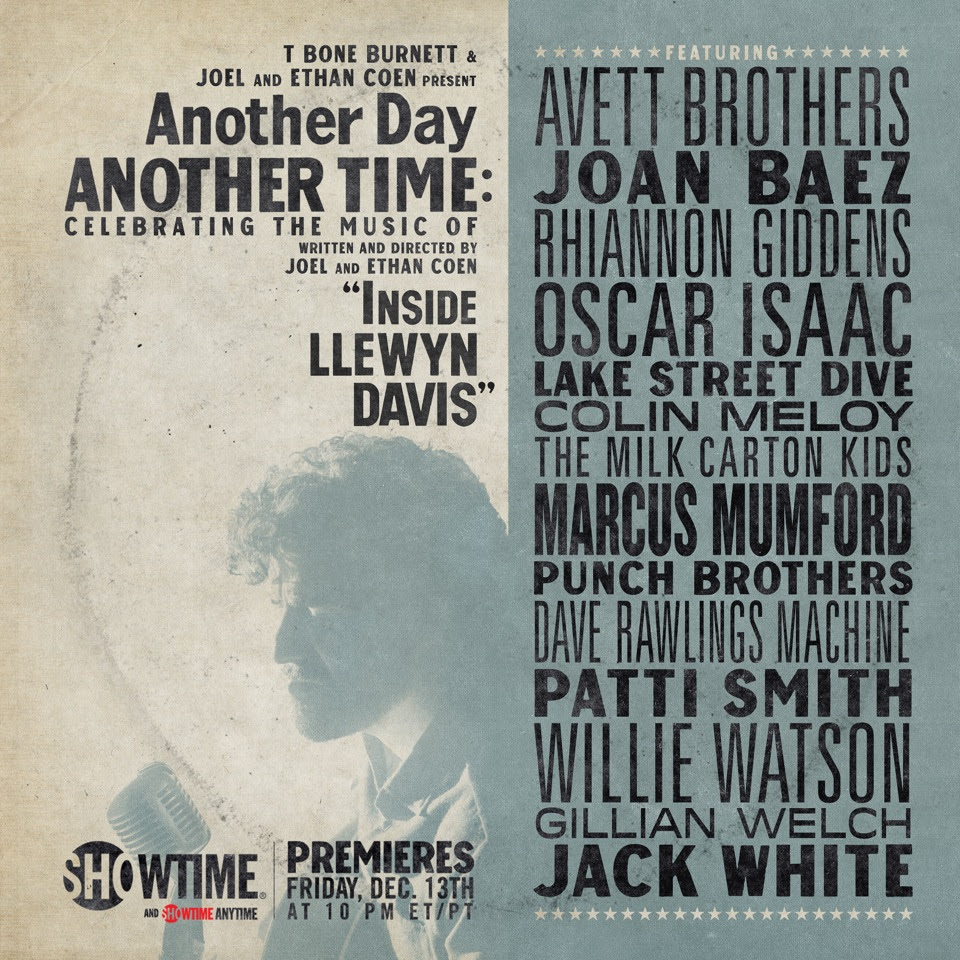 T BONE BURNETT &
JOEL AND ETHAN COEN PRESENT
Another Day
ANOTHER TIME:
CELEBRATING THE MUSIC OF
WRITTEN AND DIRECTED BY
JOEL AND ETHAN COEN
“INSIDE
LLEWYN
DAVIS”
SHOWTIME®
AND SHOWTIME ANYTIME
PREMIERES
FRIDAY, DEC. 13TH
AT 10 PM ET/PT
FEATURING
AVETT BROTHERS
JOAN BAEZ
RHIANNON GIDDENS
OSCAR ISAAC
LAKE STREET DIVE
COLIN MELOY
THE MILK CARTON KIDS
MARCUS MUMFORD
PUNCH BROTHERS
DAVE RAWLINGS MACHINE
PATTI SMITH
WILLIE WATSON
GILLIAN WELCH
JACK WHITE